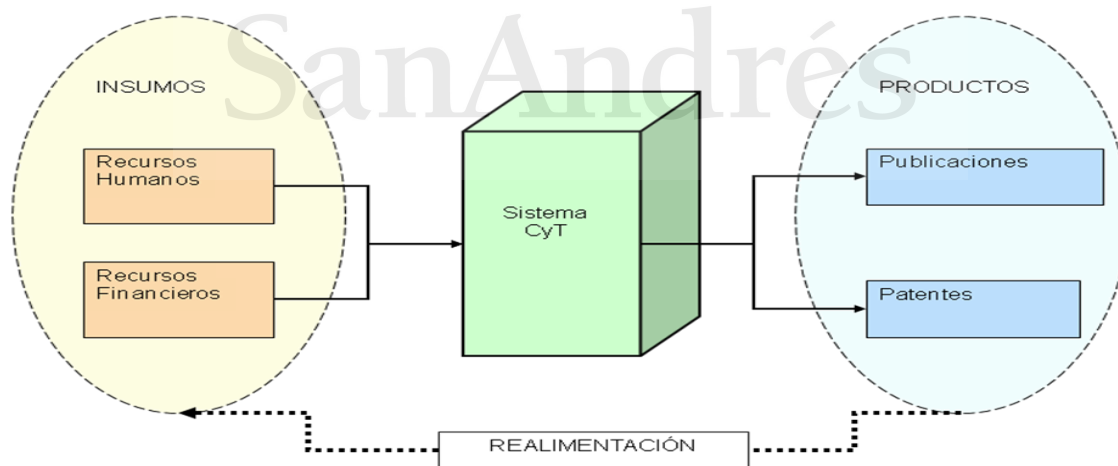 SanAndrés
INSUMOS
Recursos
Humanos
Recursos
Financieros
Sistema
CyT
PRODUCTOS
Publicaciones
Patentes
REALIMENTACIÓN